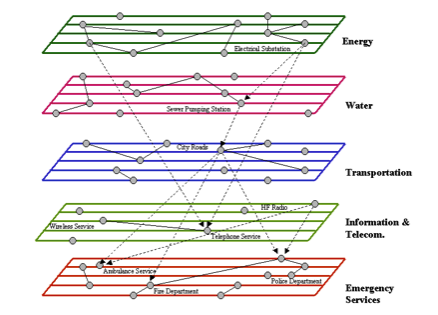 Electrical Substation
Energy
Sewer Pumping Station
Water
City Roads
Transportation
HF Radio
Wireless Service
Telephone Service
Information &
Telecom.
Ambulance Service
Police Department
Fire Department
Emergency
Services